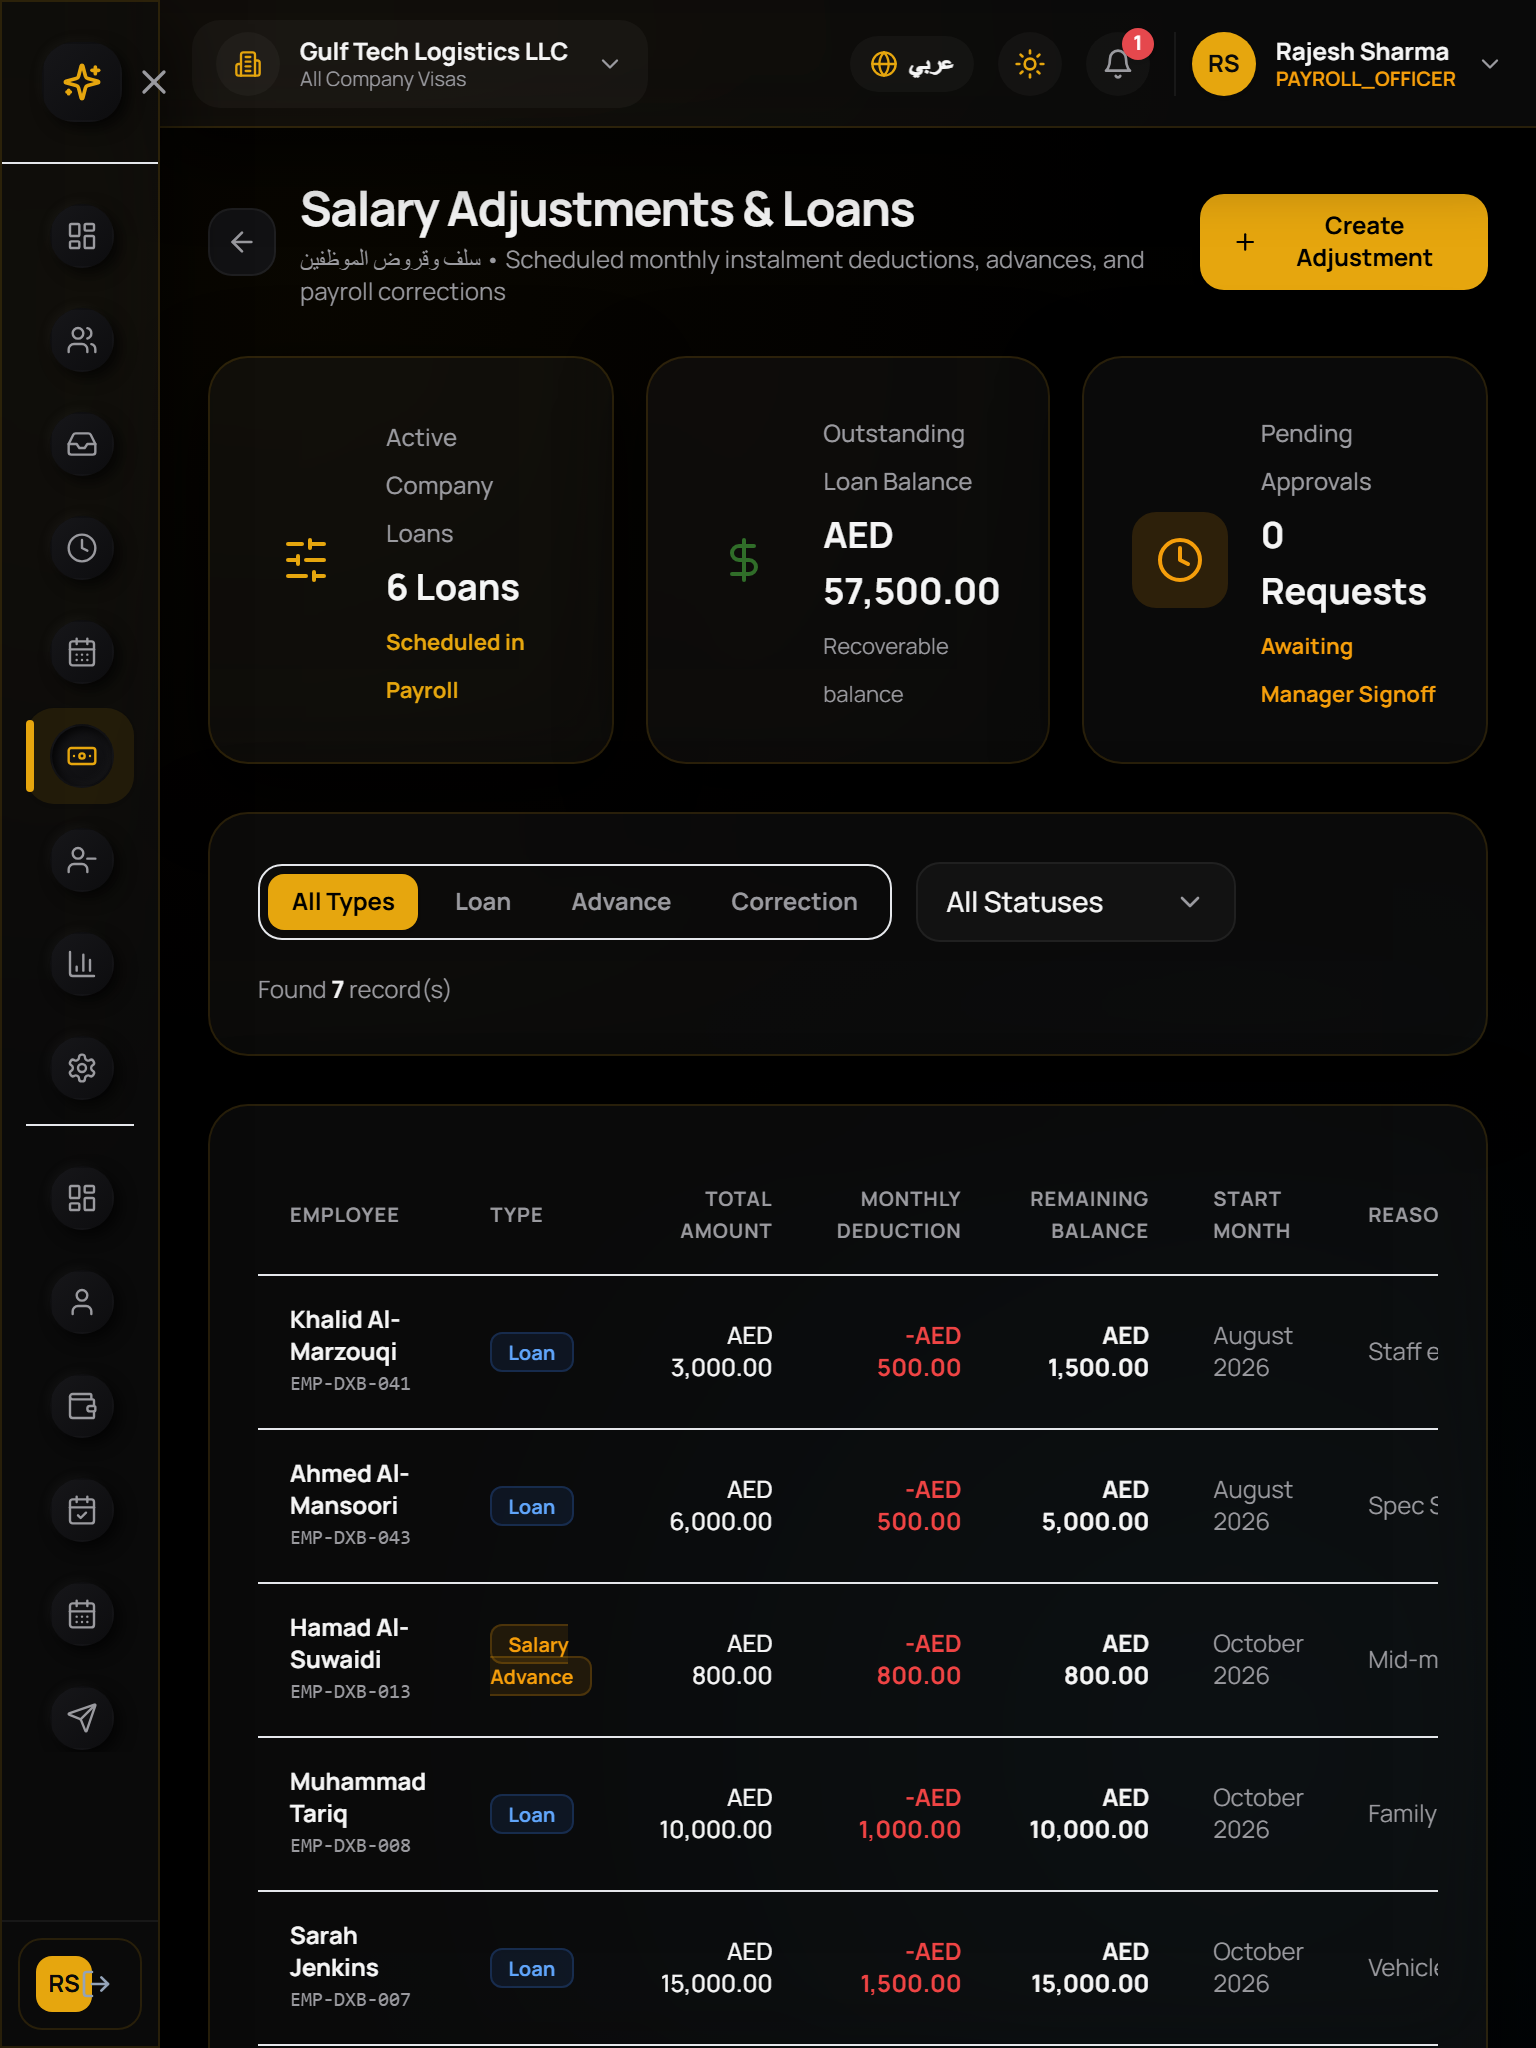 Gulf Tech Logistics LLC
All Company Visas
عربي
1
RS
Rajesh Sharma
PAYROLL_OFFICER
Salary Adjustments & Loans
سلف وقروض الموظفين • Scheduled monthly instalment deductions, advances, and
payroll corrections
Create
Adjustment
Active
Company
Loans
6 Loans
Scheduled in
Payroll
Outstanding
Loan Balance
AED
57,500.00
Recoverable
balance
Pending
Approvals
0
Requests
Awaiting
Manager Signoff
All Types
Loan
Advance
Correction
All Statuses
Found 7 record(s)
EMPLOYEE
TYPE
TOTAL
AMOUNT
MONTHLY
DEDUCTION
REMAINING
BALANCE
START
MONTH
REASO
Khalid Al-
Marzouqi
EMP-DXB-041
Loan
AED
3,000.00
-AED
500.00
AED
1,500.00
August
2026
Staff e
Ahmed Al-
Mansoori
EMP-DXB-043
Loan
AED
6,000.00
-AED
500.00
AED
5,000.00
August
2026
Spec S
Hamad Al-
Suwaidi
EMP-DXB-013
Salary
Advance
AED
800.00
-AED
800.00
AED
800.00
October
2026
Mid-m
Muhammad
Tariq
EMP-DXB-008
Loan
AED
10,000.00
-AED
1,000.00
AED
10,000.00
October
2026
Family
Sarah
Jenkins
EMP-DXB-007
Loan
AED
15,000.00
-AED
1,500.00
AED
15,000.00
October
2026
Vehicle
RS